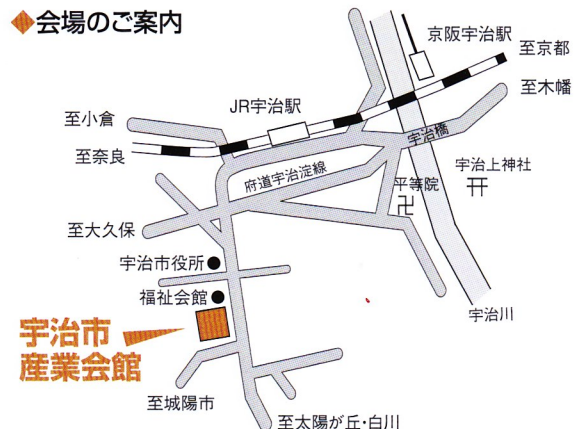 ◆会場のご案内
京阪宇治駅
至京都
至木幡
JR宇治駅
至小倉
至奈良
宇治橋
府道宇治淀線
宇治上神社
平等院
卍
至大久保
宇治市役所
福祉会館
宇治川
宇治市
産業会館
至城陽市
至太陽が丘・白川